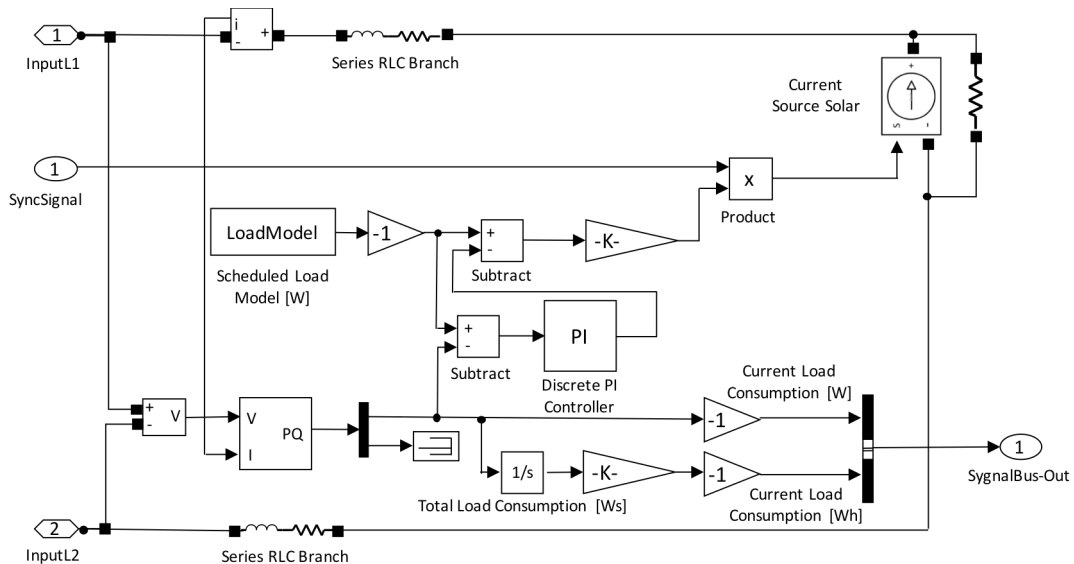 1
InputL1
i
-
+
Series RLC Branch
Current
Source Solar
+
s
-
1
SyncSignal
x
Product
LoadModel
Scheduled Load
Model [W]
-1
+
-
Subtract
-K-
+
-
Subtract
PI
Discrete PI
Controller
Current Load
Consumption [W]
+
-
V
V
I
PQ
-1
1/s
-K-
-1
Total Load Consumption [Ws]
Current Load
Consumption [Wh]
1
SygnalBus-Out
2
InputL2
Series RLC Branch